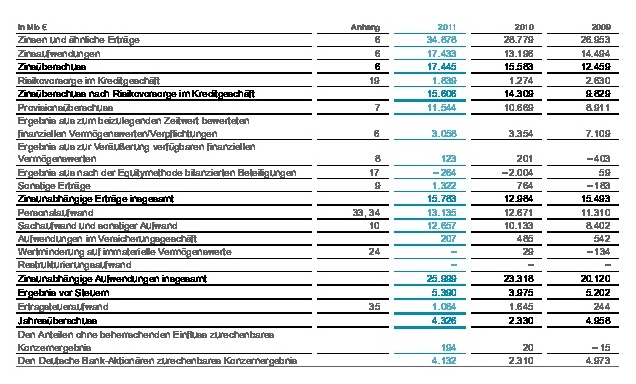 In Mio € Anhang 2011 2010 2009
Zinsen und ähnliche Erträge 6 34.878 28.779 26.953
Zinsaufwendungen 6 17.433 13.196 14.494
Zinsüberschuss 6 17.445 15.583 12.459
Risikovorsorge im Kreditgeschäft 19 1.839 1.274 2.630
Zinsüberschuss nach Risikovorsorge im Kreditgeschäft 15.606 14.309 9.829
Provisionsüberschuss 7 11.544 10.669 8.911
Ergebnis aus zum beizulegenden Zeitwert bewerteten
finanziellen Vermögenswerten/Verpflichtungen 6 3.058 3.354 7.109
Ergebnis aus zur Veräußerung verfügbaren finanziellen
Vermögenswerten 8 123 201 –403
Ergebnis aus nach der Equitymethode bilanzierten Beteiligungen 17 –264 –2.004 59
Sonstige Erträge 9 1.322 764 –183
Zinsunabhängige Erträge insgesamt 15.783 12.984 15.493
Personalaufwand 33, 34 13.135 12.671 11.310
Sachaufwand und sonstiger Aufwand 10 12.657 10.133 8.402
Aufwendungen im Versicherungsgeschäft 207 485 542
Wertminderung auf immaterielle Vermögenswerte 24 – 29 –134
Restrukturierungsaufwand – – –
Zinsunabhängige Aufwendungen insgesamt 25.999 23.318 20.120
Ergebnis vor Steuern 5.390 3.975 5.202
Ertragsteueraufwand 35 1.064 1.645 244
Jahresüberschuss 4.326 2.330 4.958
Den Anteilen ohne beherrschenden Einfluss zurechenbares
Konzernergebnis 194 20 –15
Den Deutsche Bank-Aktionären zurechenbares Konzernergebnis 4.132 2.310 4.973